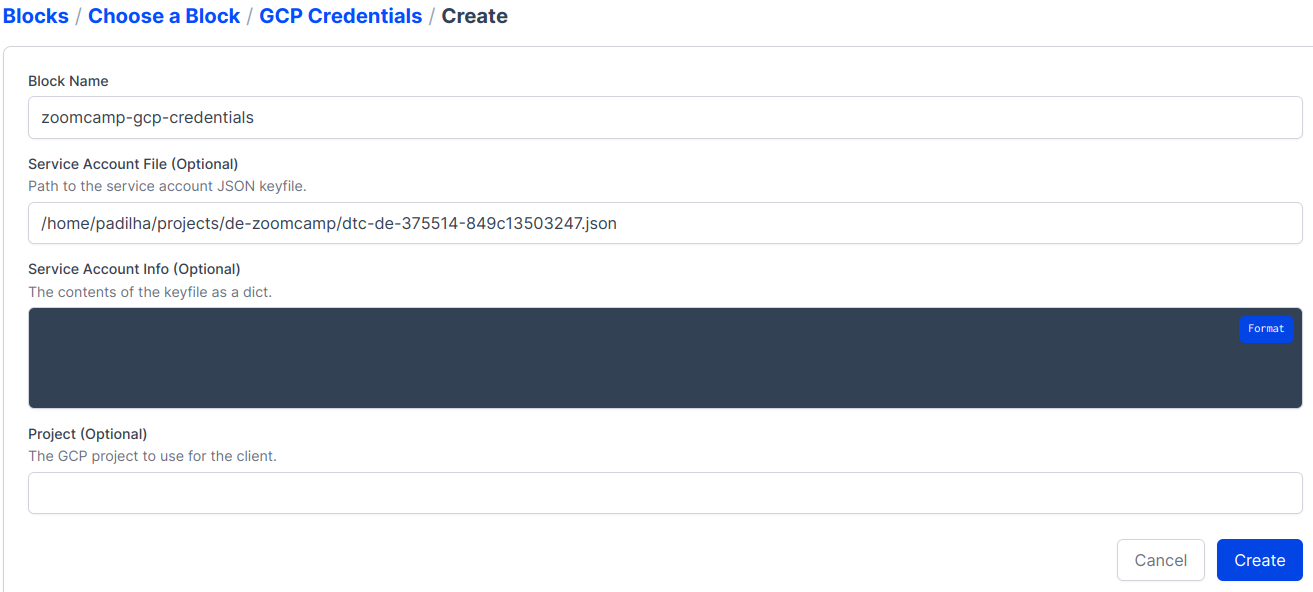 Blocks / Choose a Block / GCP Credentials / Create
Block Name
zoomcamp-gcp-credentials
Service Account File (Optional)
Path to the service account JSON keyfile.
/home/padilha/projects/de-zoomcamp/dtc-de-375514-849c13503247.json
Service Account Info (Optional)
The contents of the keyfile as a dict.
Format
Project (Optional)
The GCP project to use for the client.
Cancel Create